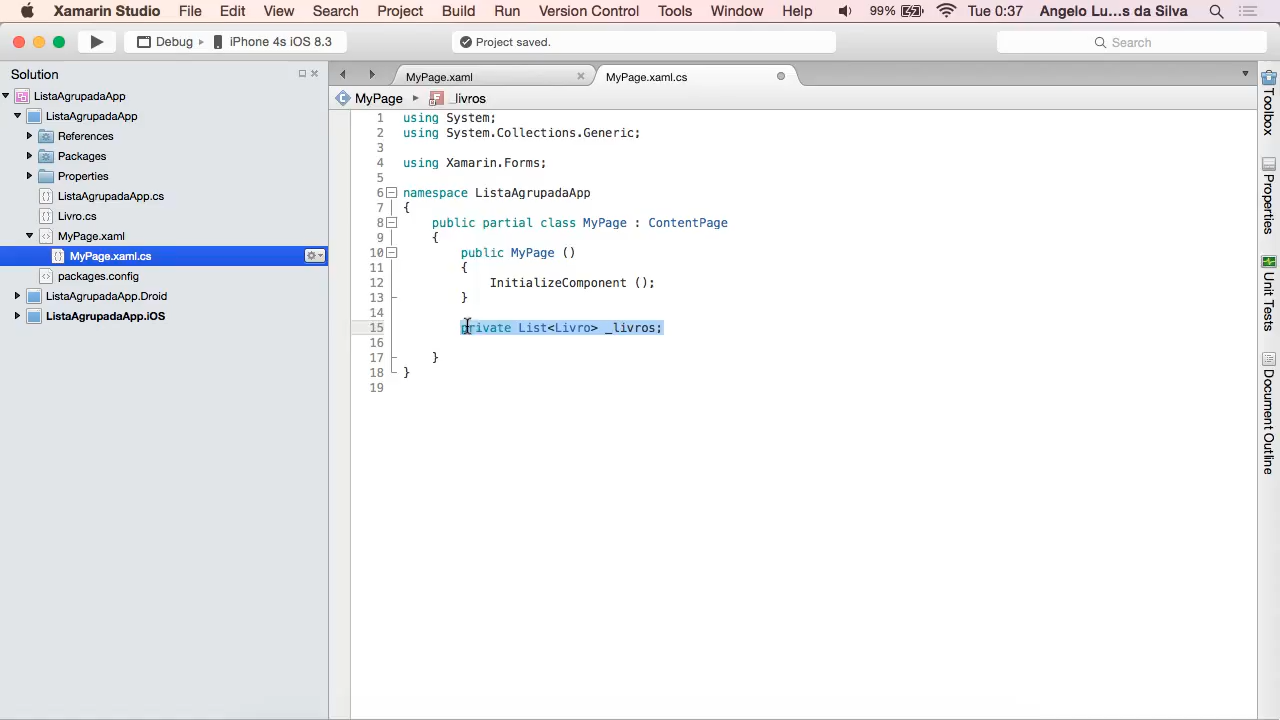 Xamarin Studio File Edit View Search Project Build Run Version Control Tools Window Help 99% Tue 0:37 Angelo Lu...s da Silva
Debug iPhone 4s iOS 8.3 Project saved. Search
Solution
ListaAgrupadaApp
ListaAgrupadaApp
References
Packages
Properties
ListaAgrupadaApp.cs
Livro.cs
MyPage.xaml
MyPage.xaml.cs
packages.config
ListaAgrupadaApp.Droid
ListaAgrupadaApp.iOS
MyPage.xaml MyPage.xaml.cs
MyPage _livros
1 using System;
2 using System.Collections.Generic;
3
4 using Xamarin.Forms;
5
6 namespace ListaAgrupadaApp
7 {
8 public partial class MyPage : ContentPage
9 {
10 public MyPage ()
11 {
12 InitializeComponent ();
13 }
14
15 private List<Livro> _livros;
16
17 }
18 }
19
Toolbox
Properties
Unit Tests
Document Outline